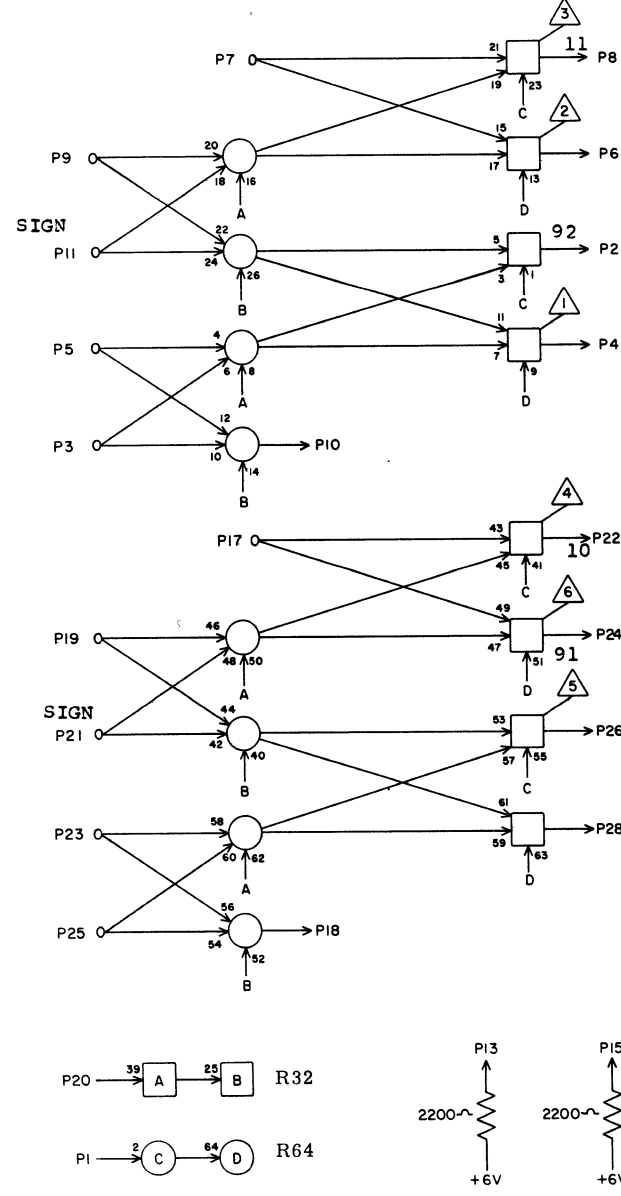 3
P7 21 11 P8
19 23
C
2
15
P9 20 17 13 P6
18 16
A D
SIGN
22 5 92 P2
P11 24 26 3 1
B C
1
11
P5 4 7 9 P4
6 8
A D
12
P3 10 14 P10
B
4
P17 43 P22
45 41 10
C
6
49
P19 46 47 51 P24
48 50 91
A D
5
SIGN
44 53 P26
P21 42 40 57 55
B C
61
P23 58 59 63 P28
60 62
A D
56
P25 54 52 P18
B
P20 39 A 25 B R32
P1 2 C 64 D R64
P13 P15
2200 2200
+6V +6V